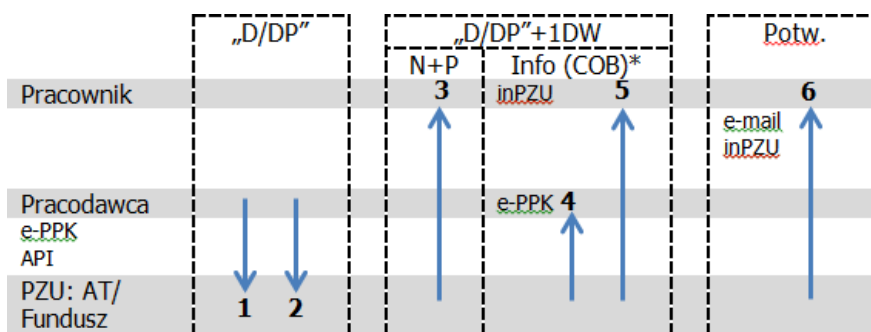 „D/DP”
„D/DP”+1DW
Potw.
N+P
Info (COB)*
Pracownik
3
inPZU
5
6
e-mail
inPZU
Pracodawca
e-PPK 4
e-PPK
API
PZU: AT/
Fundusz
1
2